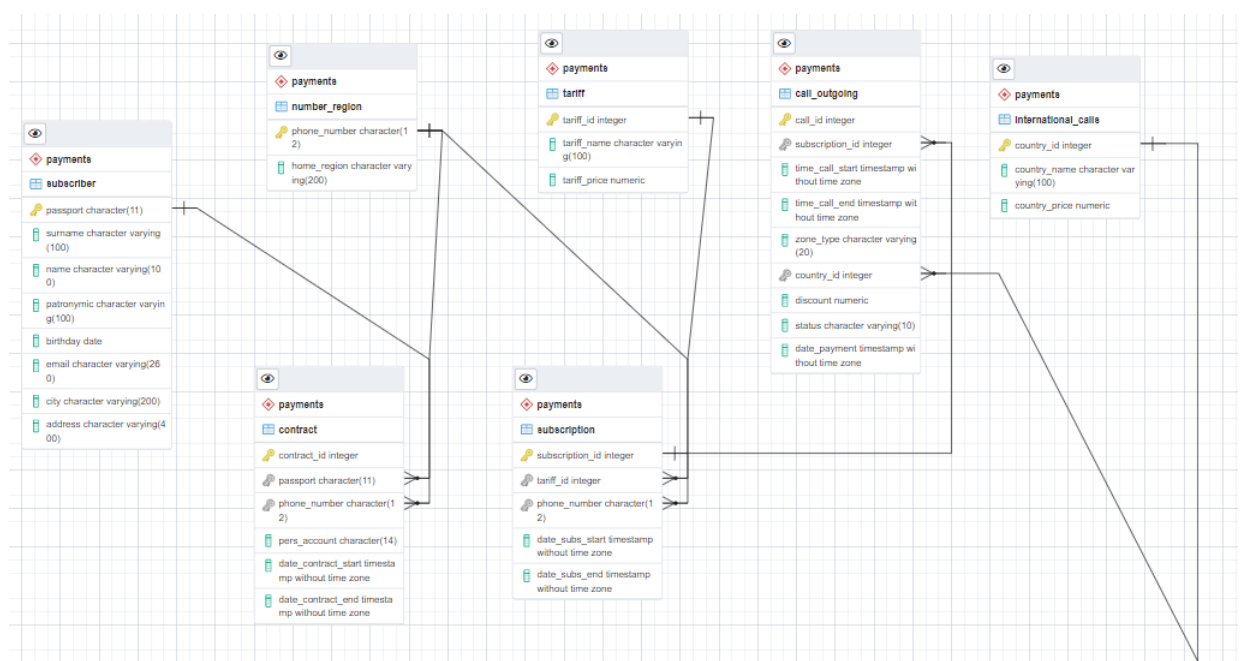 payments
number_region
phone_number character(1
2)
home_region character vary
ing(200)
payments
tariff
tariff_id integer
tariff_name character varyin
g(100)
tariff_price numeric
payments
call_outgoing
call_id integer
subscription_id integer
time_call_start timestamp wi
thout time zone
time_call_end timestamp wit
hout time zone
zone_type character varying
(20)
country_id integer
discount numeric
status character varying(10)
date_payment timestamp wi
thout time zone
payments
international_calls
country_id integer
country_name character var
ying(100)
country_price numeric
payments
subscriber
passport character(11)
surname character varying
(100)
name character varying(10
0)
patronymic character varyin
g(100)
birthday date
email character varying(26
0)
city character varying(200)
address character varying(4
00)
payments
contract
contract_id integer
passport character(11)
phone_number character(1
2)
pers_account character(14)
date_contract_start timesta
mp without time zone
date_contract_end timesta
mp without time zone
payments
subscription
subscription_id integer
tariff_id integer
phone_number character(1
2)
date_subs_start timestamp
without time zone
date_subs_end timestamp
without time zone